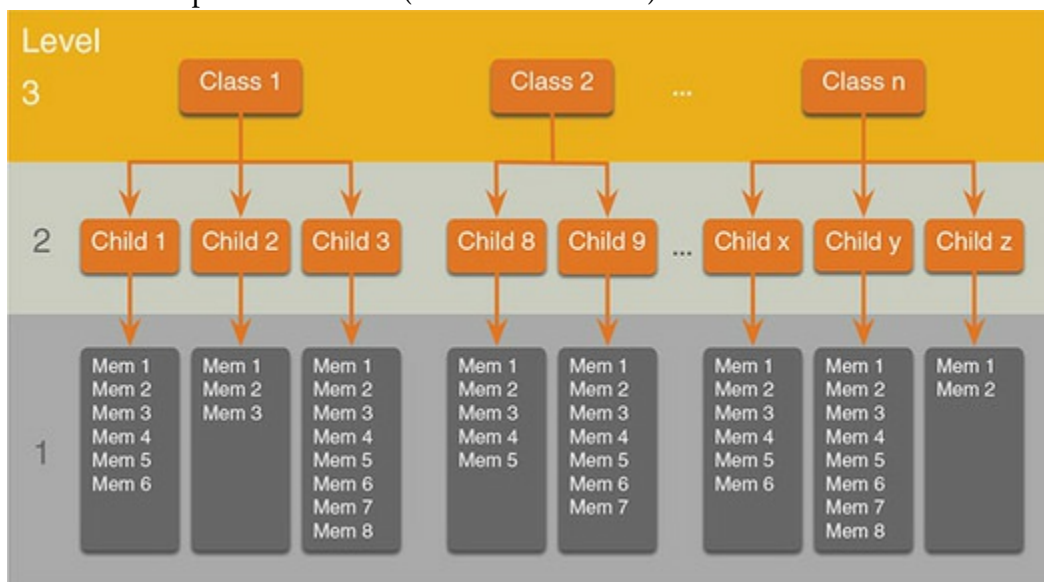 Level
3
Class 1
Class 2
...
Class n
2
Child 1
Child 2
Child 3
Child 8
Child 9
...
Child x
Child y
Child z
1
Mem 1
Mem 2
Mem 3
Mem 4
Mem 5
Mem 6
Mem 1
Mem 2
Mem 3
Mem 1
Mem 2
Mem 3
Mem 4
Mem 5
Mem 6
Mem 7
Mem 8
Mem 1
Mem 2
Mem 3
Mem 4
Mem 5
Mem 1
Mem 2
Mem 3
Mem 4
Mem 5
Mem 6
Mem 7
Mem 1
Mem 2
Mem 3
Mem 4
Mem 5
Mem 6
Mem 1
Mem 2
Mem 3
Mem 4
Mem 5
Mem 6
Mem 7
Mem 8
Mem 1
Mem 2